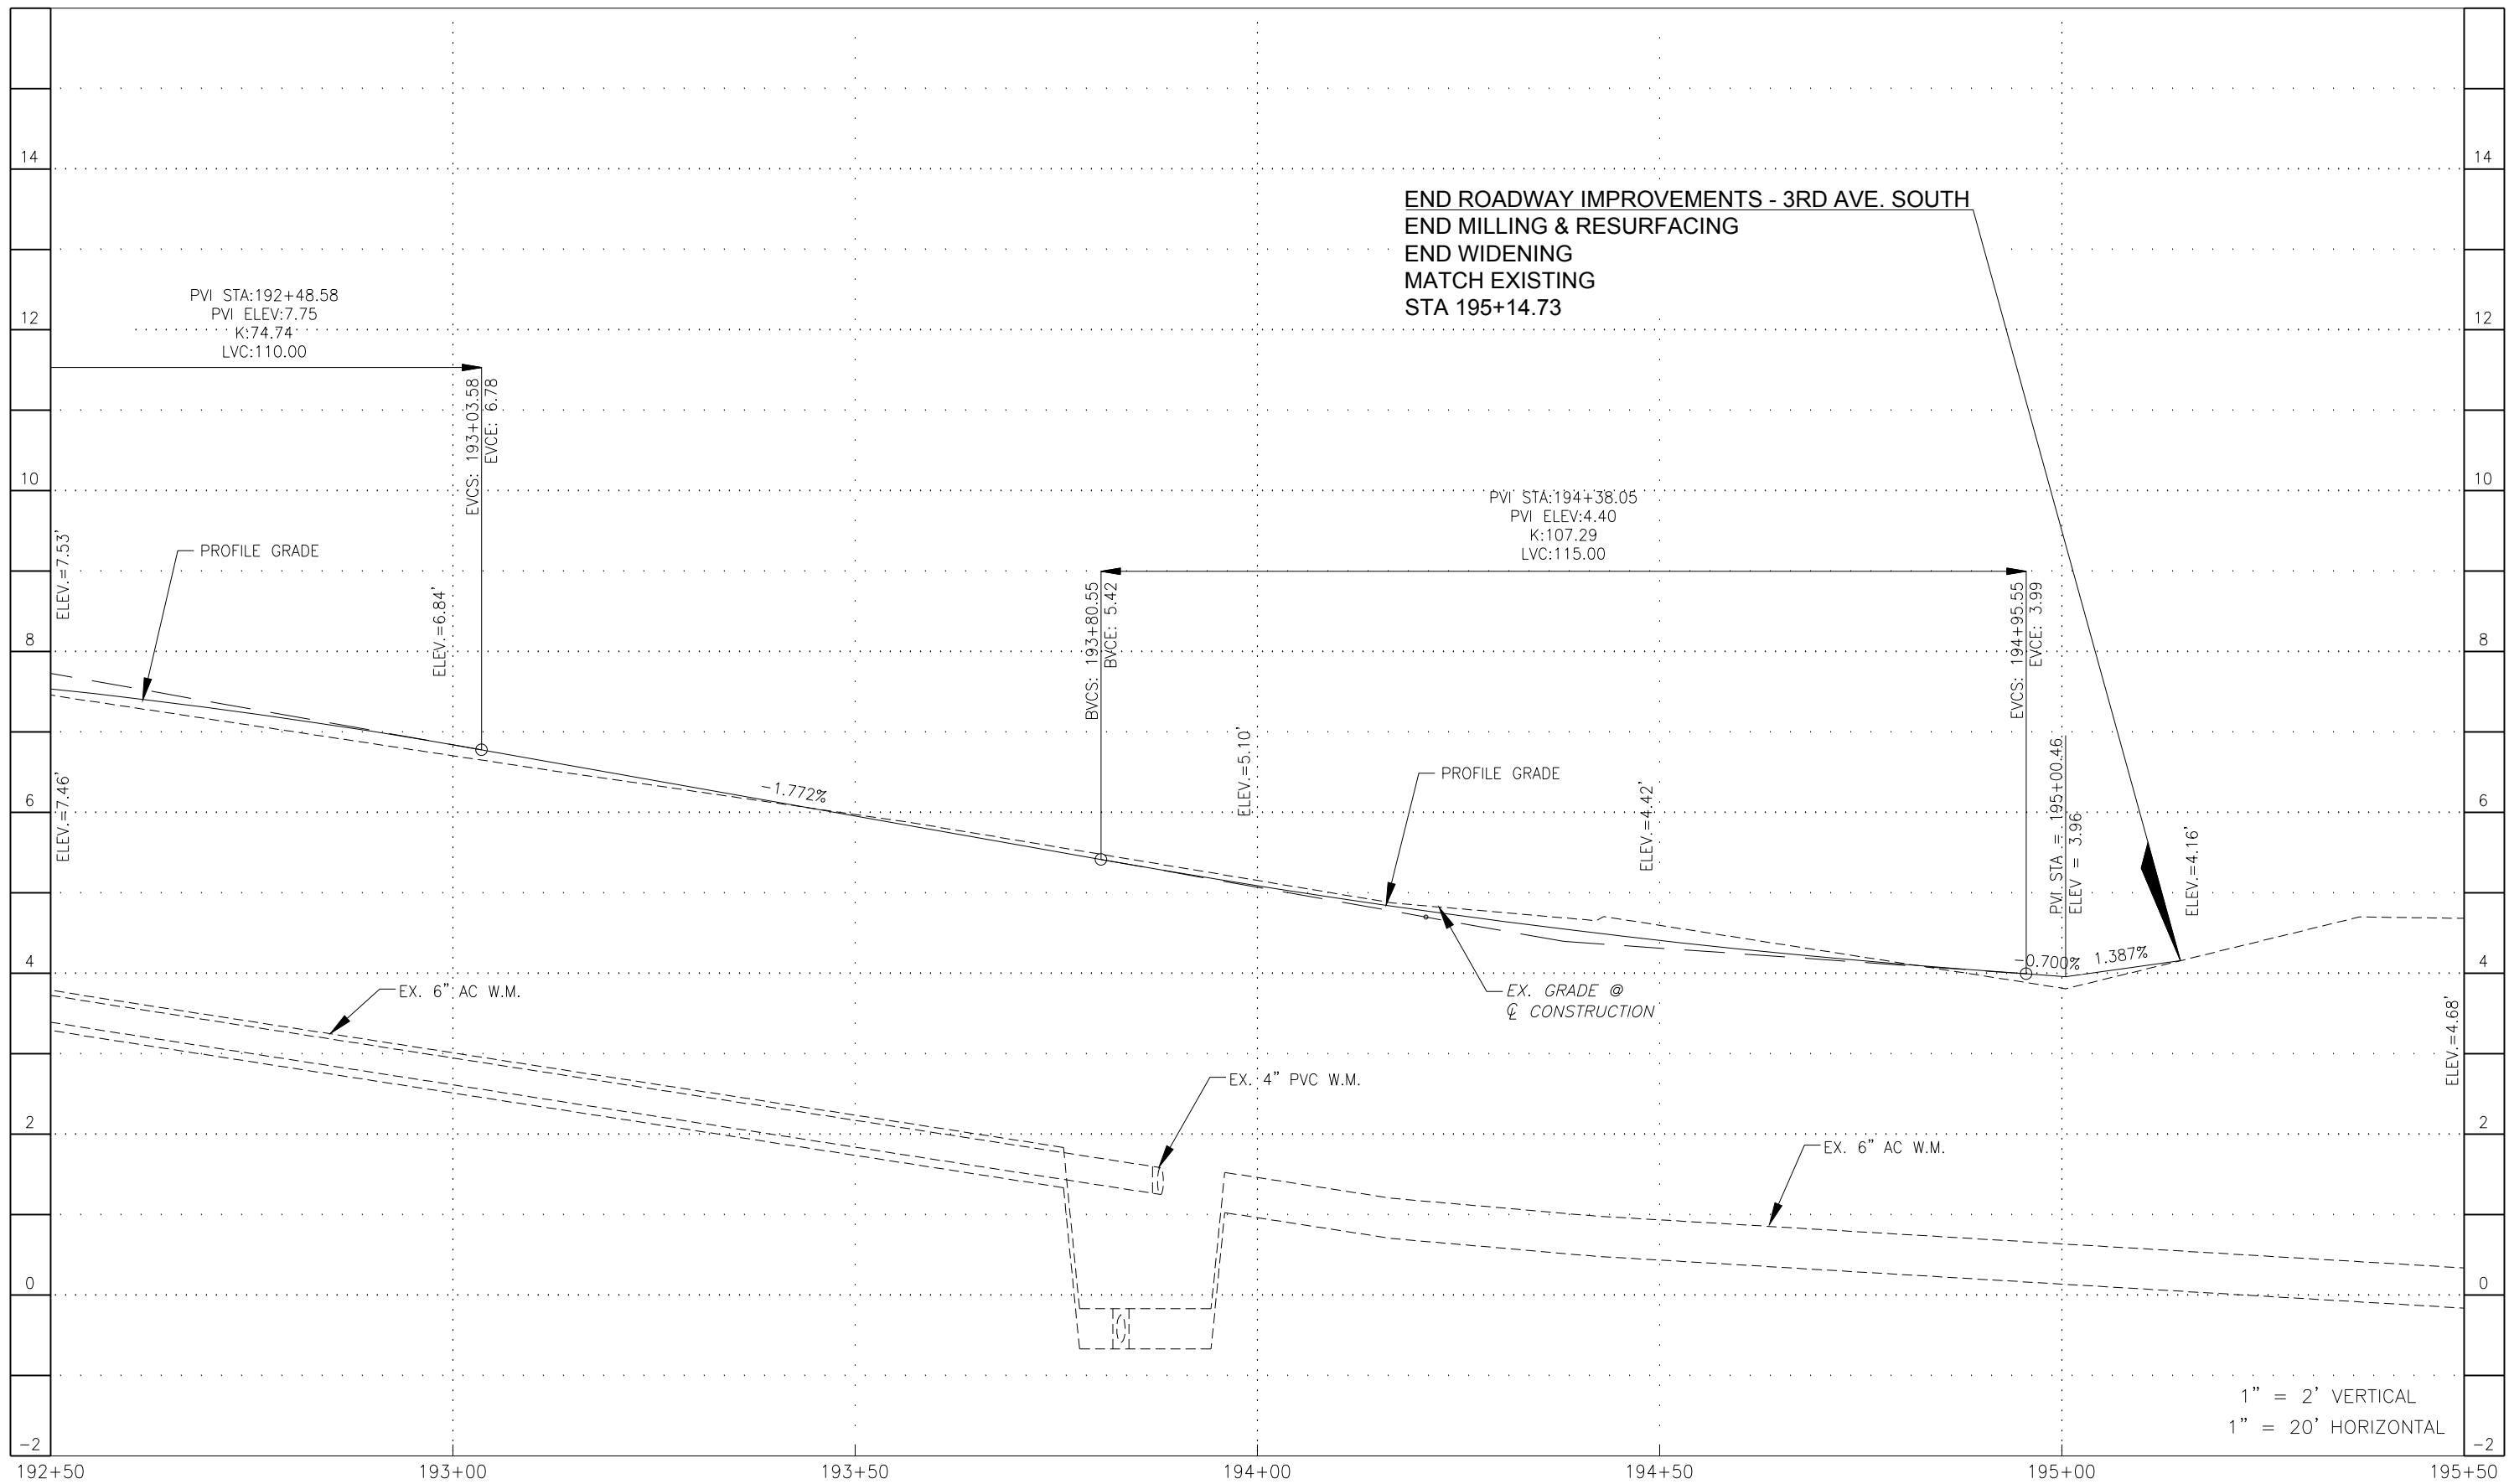 14
14
END ROADWAY IMPROVEMENTS - 3RD AVE. SOUTH
END MILLING & RESURFACING
END WIDENING
MATCH EXISTING
STA 195+14.73
PVI STA:192+48.58
PVI ELEV:7.75
K:74.74
LVC:110.00
12
12
EVCS: 193+03.58
EVCE: 6.78
10
10
PVI STA:194+38.05
PVI ELEV:4.40
K:107.29
LVC:115.00
ELEV.=7.53'
PROFILE GRADE
ELEV.=6.84'
BVCS: 193+80.55
BVCE: 5.42
EVCS: 194+95.55
EVCE: 3.99
8
8
ELEV.=7.46'
-1.772%
ELEV.=5.10'
PROFILE GRADE
ELEV.=4.42'
PVI STA = 195+00.46
ELEV = 3.96
ELEV.=4.16'
6
6
4
4
-0.700%
1.387%
EX. 6" AC W.M.
EX. GRADE @
℄ CONSTRUCTION
ELEV.=4.68'
EX. 4" PVC W.M.
2
2
EX. 6" AC W.M.
0
0
1" = 2' VERTICAL
1" = 20' HORIZONTAL
-2
-2
192+50
193+00
193+50
194+00
194+50
195+00
195+50